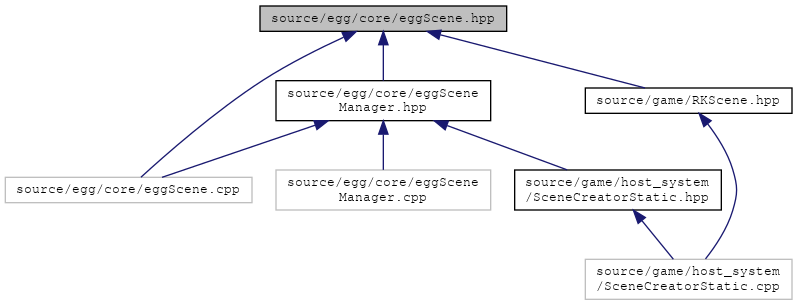 source/egg/core/eggScene.hpp
source/egg/core/eggScene
Manager.hpp
source/game/RKScene.hpp
source/egg/core/eggScene.cpp
source/egg/core/eggScene
Manager.cpp
source/game/host_system
/SceneCreatorStatic.hpp
source/game/host_system
/SceneCreatorStatic.cpp